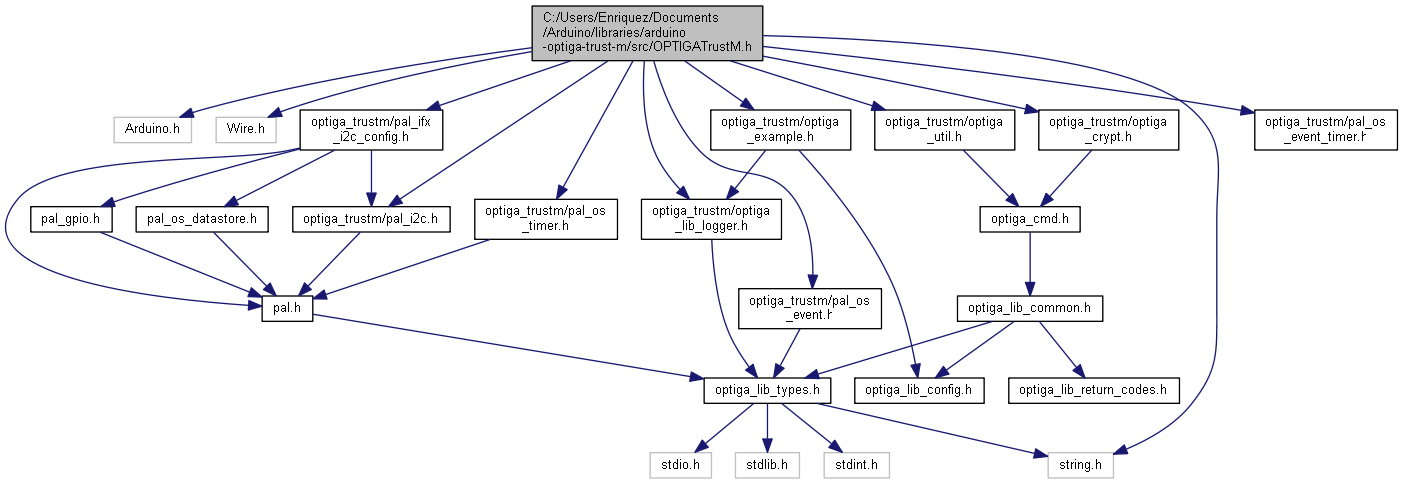 C:/Users/Enriquez/Documents
/Arduino/libraries/arduino
-optiga-trust-m/src/OPTIGATrustM.h
Arduino.h
Wire.h
optiga_trustm/pal_ifx
_i2c_config.h
optiga_trustm/optiga
_example.h
optiga_trustm/optiga
_util.h
optiga_trustm/optiga
_crypt.h
optiga_trustm/pal_os
_event_timer.h
pal_gpio.h
pal_os_datastore.h
optiga_trustm/pal_i2c.h
optiga_trustm/pal_os
_timer.h
optiga_trustm/optiga
_lib_logger.h
optiga_cmd.h
pal.h
optiga_trustm/pal_os
_event.h
optiga_lib_common.h
optiga_lib_types.h
optiga_lib_config.h
optiga_lib_return_codes.h
stdio.h
stdlib.h
stdint.h
string.h